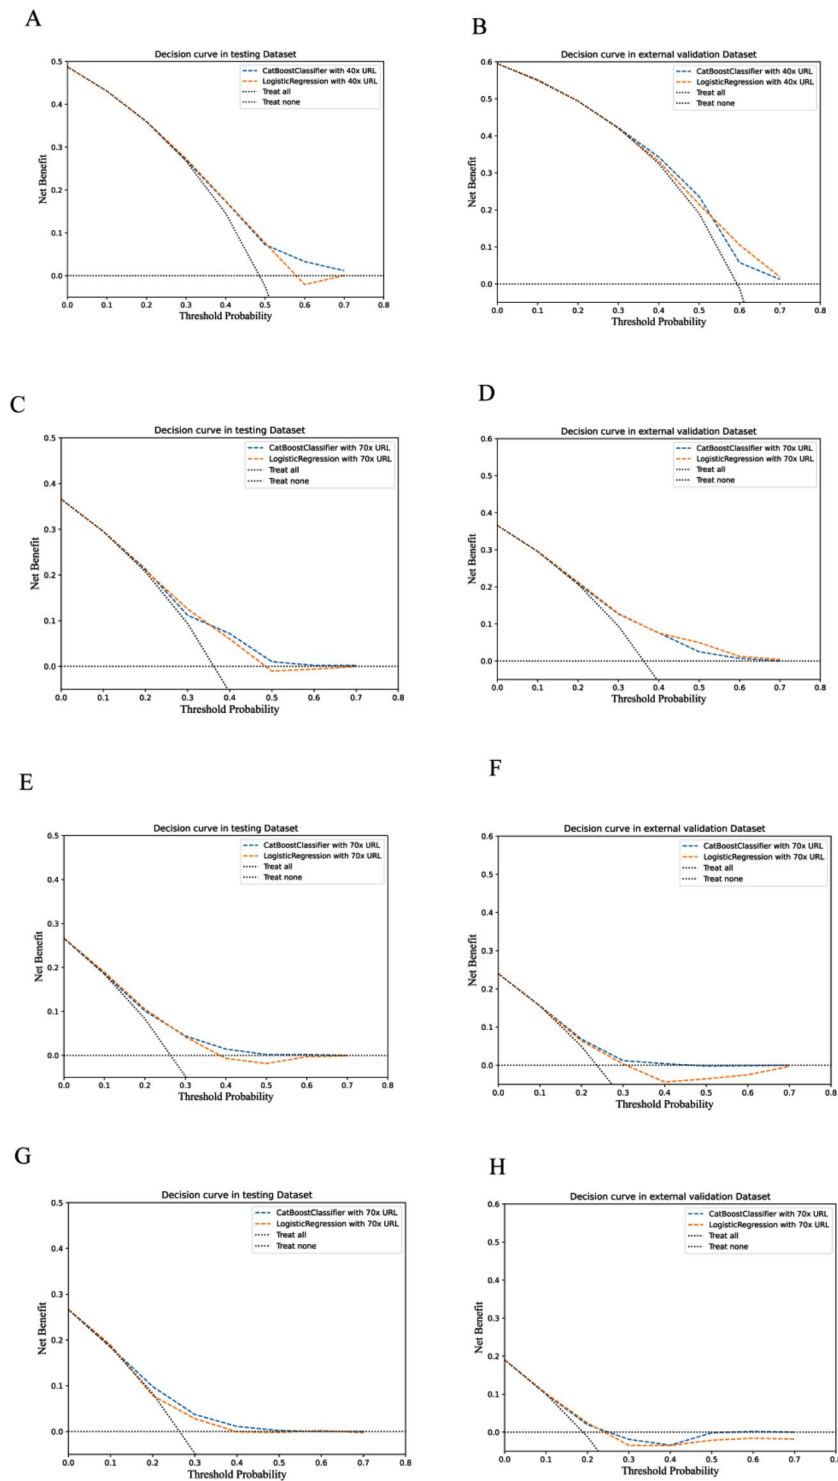 A
Decision curve in testing Dataset
CatBoostClassifier with 40x URL
LogisticRegression with 40x URL
Treat all
Treat none
Net Benefit
0.5
0.4
0.3
0.2
0.1
0.0
0.0 0.1 0.2 0.3 0.4 0.5 0.6 0.7 0.8
Threshold Probability
B
Decision curve in external validation Dataset
CatBoostClassifier with 40x URL
LogisticRegression with 40x URL
Treat all
Treat none
Net Benefit
0.6
0.5
0.4
0.3
0.2
0.1
0.0
0.0 0.1 0.2 0.3 0.4 0.5 0.6 0.7 0.8
Threshold Probability
C
Decision curve in testing Dataset
CatBoostClassifier with 70x URL
LogisticRegression with 70x URL
Treat all
Treat none
Net Benefit
0.5
0.4
0.3
0.2
0.1
0.0
0.0 0.1 0.2 0.3 0.4 0.5 0.6 0.7 0.8
Threshold Probability
D
Decision curve in external validation Dataset
CatBoostClassifier with 70x URL
LogisticRegression with 70x URL
Treat all
Treat none
Net Benefit
0.6
0.5
0.4
0.3
0.2
0.1
0.0
0.0 0.1 0.2 0.3 0.4 0.5 0.6 0.7 0.8
Threshold Probability
E
Decision curve in testing Dataset
CatBoostClassifier with 70x URL
LogisticRegression with 70x URL
Treat all
Treat none
Net Benefit
0.5
0.4
0.3
0.2
0.1
0.0
0.0 0.1 0.2 0.3 0.4 0.5 0.6 0.7 0.8
Threshold Probability
F
Decision curve in external validation Dataset
CatBoostClassifier with 70x URL
LogisticRegression with 70x URL
Treat all
Treat none
Net Benefit
0.6
0.5
0.4
0.3
0.2
0.1
0.0
0.0 0.1 0.2 0.3 0.4 0.5 0.6 0.7 0.8
Threshold Probability
G
Decision curve in testing Dataset
CatBoostClassifier with 70x URL
LogisticRegression with 70x URL
Treat all
Treat none
Net Benefit
0.5
0.4
0.3
0.2
0.1
0.0
0.0 0.1 0.2 0.3 0.4 0.5 0.6 0.7 0.8
Threshold Probability
H
Decision curve in external validation Dataset
CatBoostClassifier with 70x URL
LogisticRegression with 70x URL
Treat all
Treat none
Net Benefit
0.6
0.5
0.4
0.3
0.2
0.1
0.0
0.0 0.1 0.2 0.3 0.4 0.5 0.6 0.7 0.8
Threshold Probability